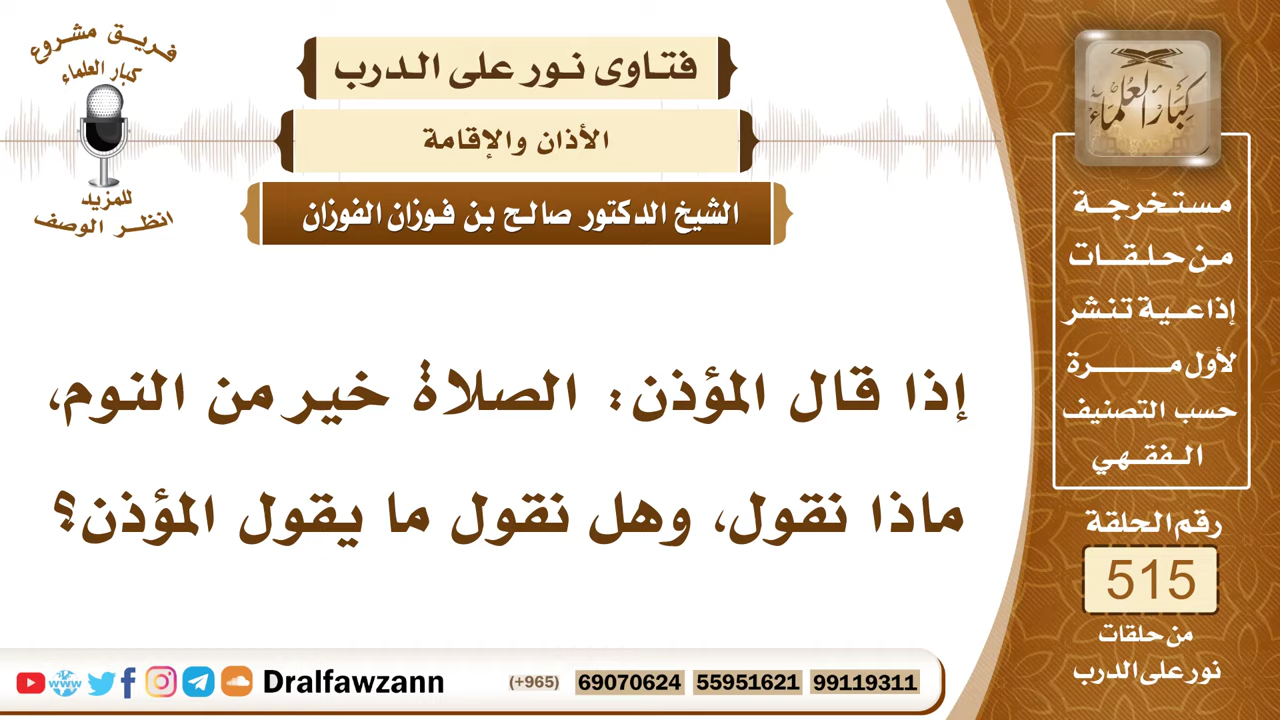 فريق مشروع
كبار العلماء
للمزيد
انظر الوصف
فتاوى نور على الدرب
الأذان والإقامة
الشيخ الدكتور صالح بن فوزان الفوزان
إذا قال المؤذن: الصلاة خير من النوم،
ماذا نقول، وهل نقول ما يقول المؤذن؟
كبار العلماء
مستخرجة
من حلقات
إذاعية تنشر
لأول مرة
حسب التصنيف
الفقهي
رقم الحلقة
515
من حلقات
نور على الدرب
www Dralfawzann (+965) 69070624 55951621 99119311